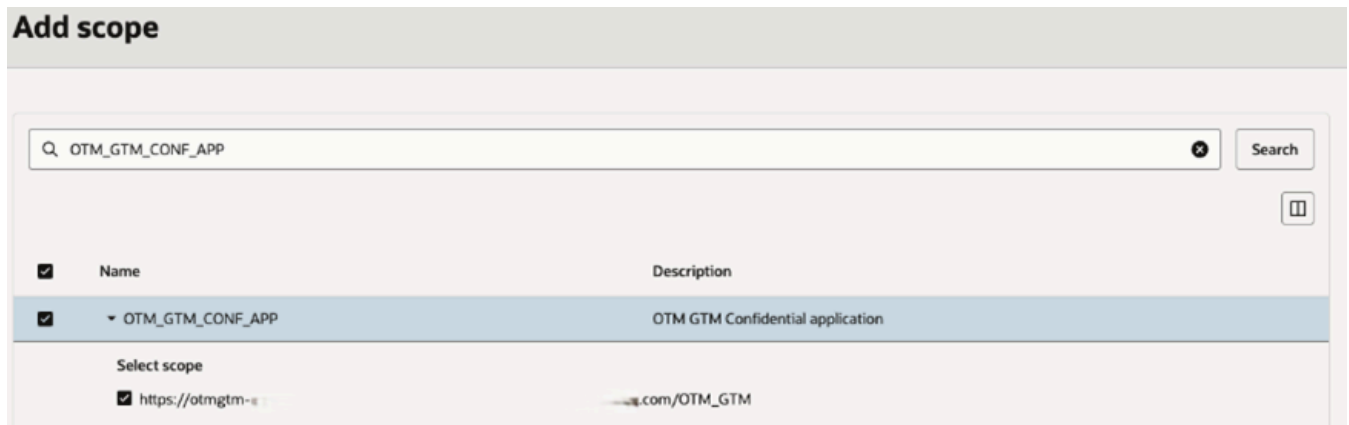 Add scope
OTM_GTM_CONF_APP Search
Name Description
OTM_GTM_CONF_APP OTM GTM Confidential application
Select scope
https://otmgtm- .com/OTM_GTM